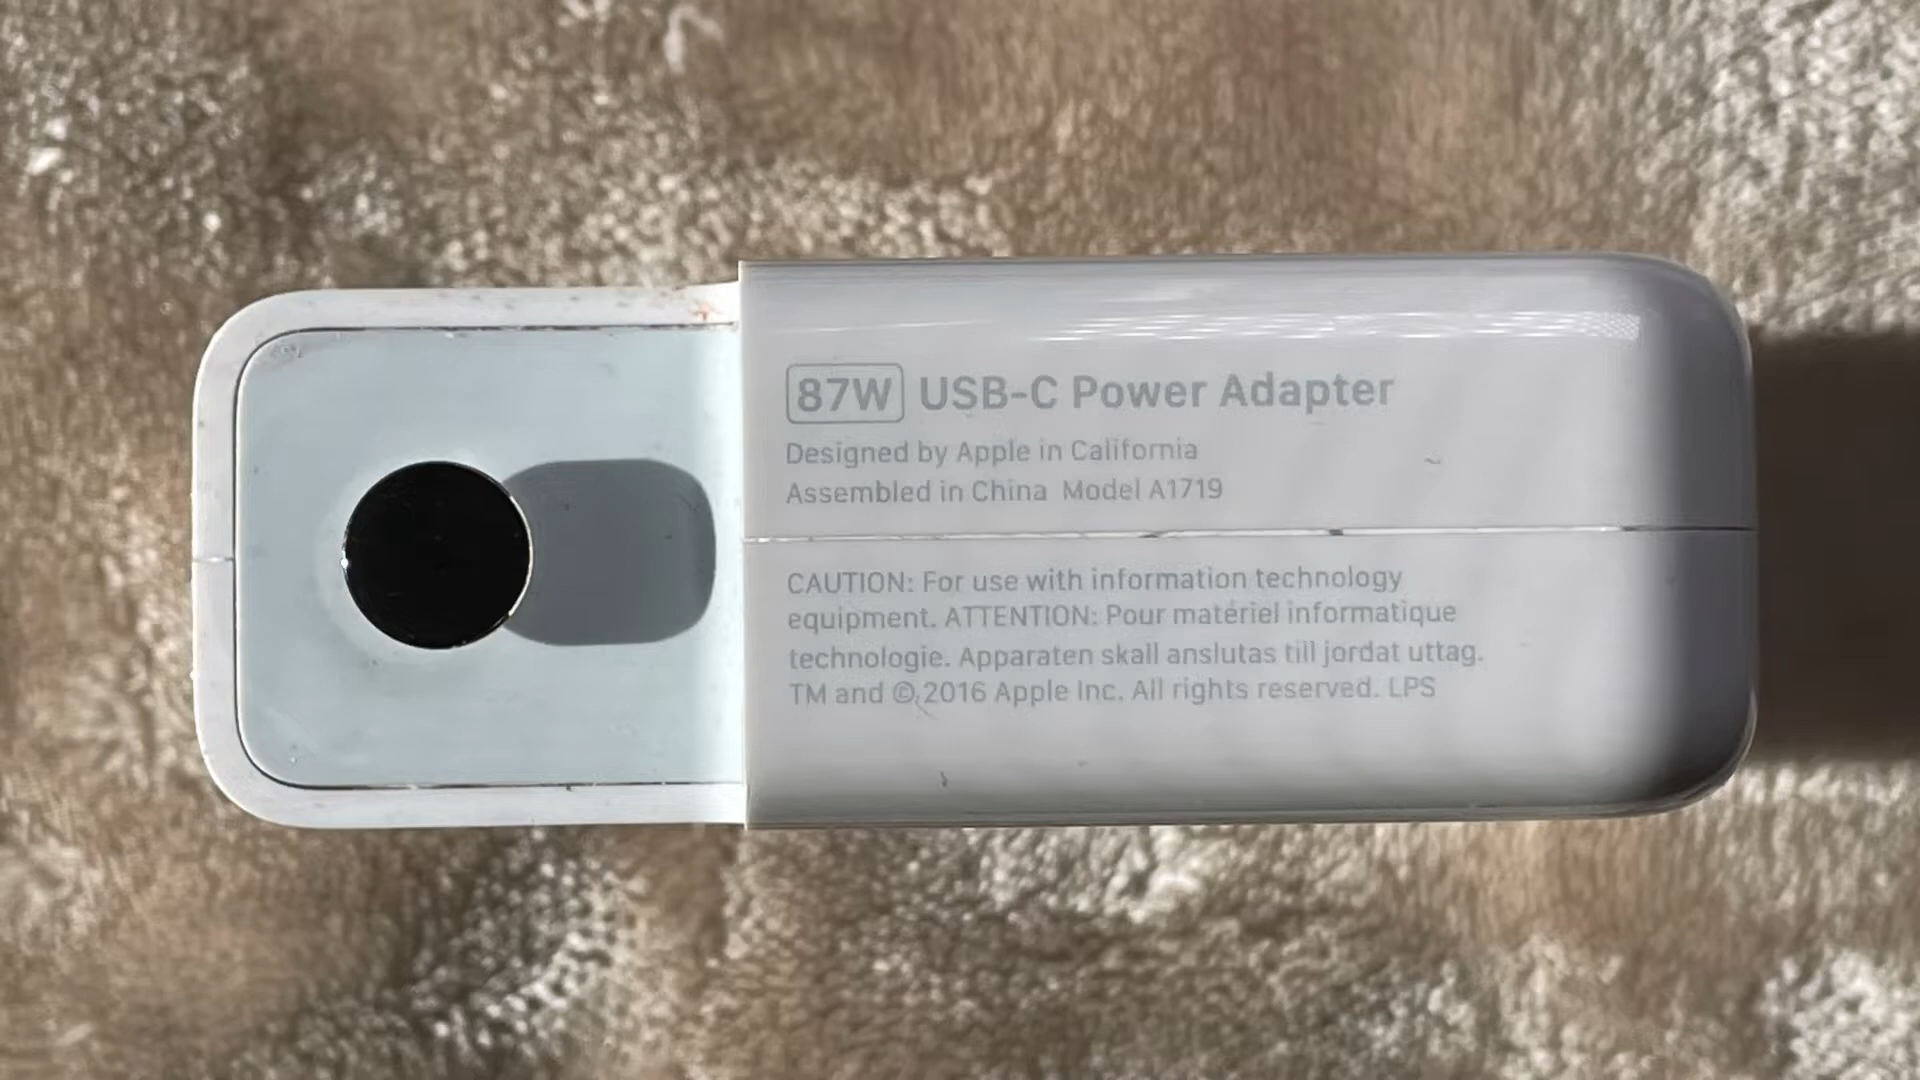 87W USB-C Power Adapter
Designed by Apple in California
Assembled in China Model A1719
CAUTION: For use with information technology
equipment. ATTENTION: Pour matériel informatique
technologie. Apparaten skall anslutas till jordat uttag.
TM and © 2016 Apple Inc. All rights reserved. LPS